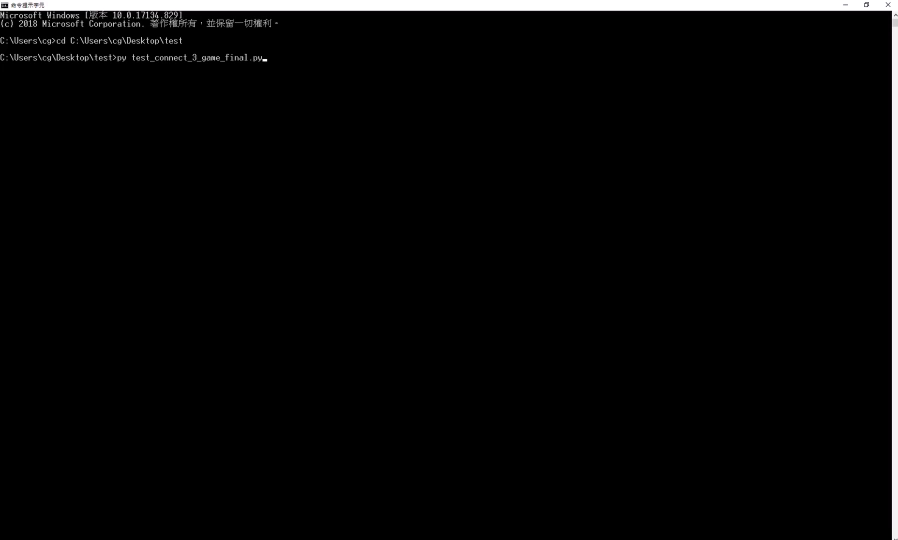 命令提示字元
Microsoft Windows [版本 10.0.17134.829]
(c) 2018 Microsoft Corporation. 著作權所有，並保留一切權利。
C:\Users\cg>cd C:\Users\cg\Desktop\test
C:\Users\cg\Desktop\test>py test_connect_3_game_final.py